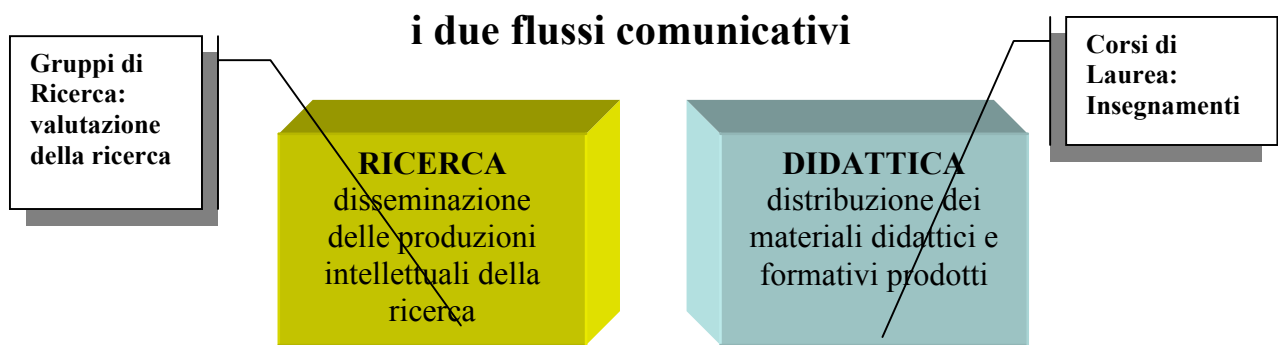 i due flussi comunicativi
Gruppi di
Ricerca:
valutazione
della ricerca
RICERCA
disseminazione
delle produzioni
intellettuali della
ricerca
DIDATTICA
distribuzione dei
materiali didattici e
formativi prodotti
Corsi di
Laurea:
Insegnamenti